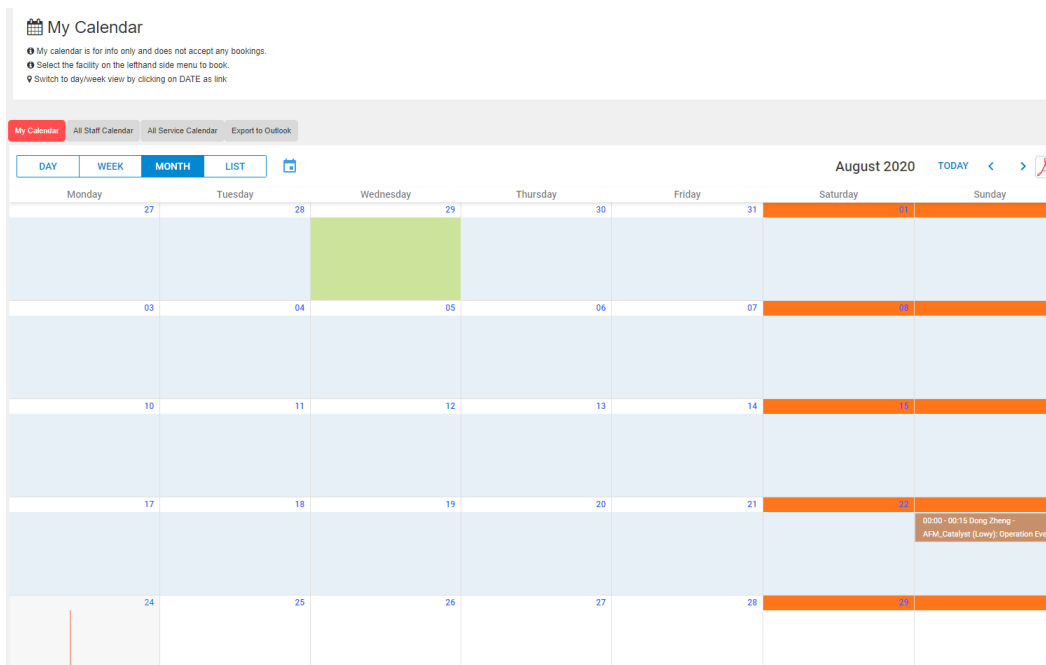 My Calendar
My calendar is for info only and does not accept any bookings.
Select the facility on the lefthand side menu to book.
Switch to day/week view by clicking on DATE as link
My Calendar All Staff Calendar All Service Calendar Export to Outlook
DAY WEEK MONTH LIST August 2020 TODAY
Monday Tuesday Wednesday Thursday Friday Saturday Sunday
27 28 29 30 31 01
03 04 05 06 07 08
10 11 12 13 14 15
17 18 19 20 21 22
00:00 - 00:15 Dong Zheng -
AFM_Catalyst (Lowy): Operation Eve
24 25 26 27 28 29